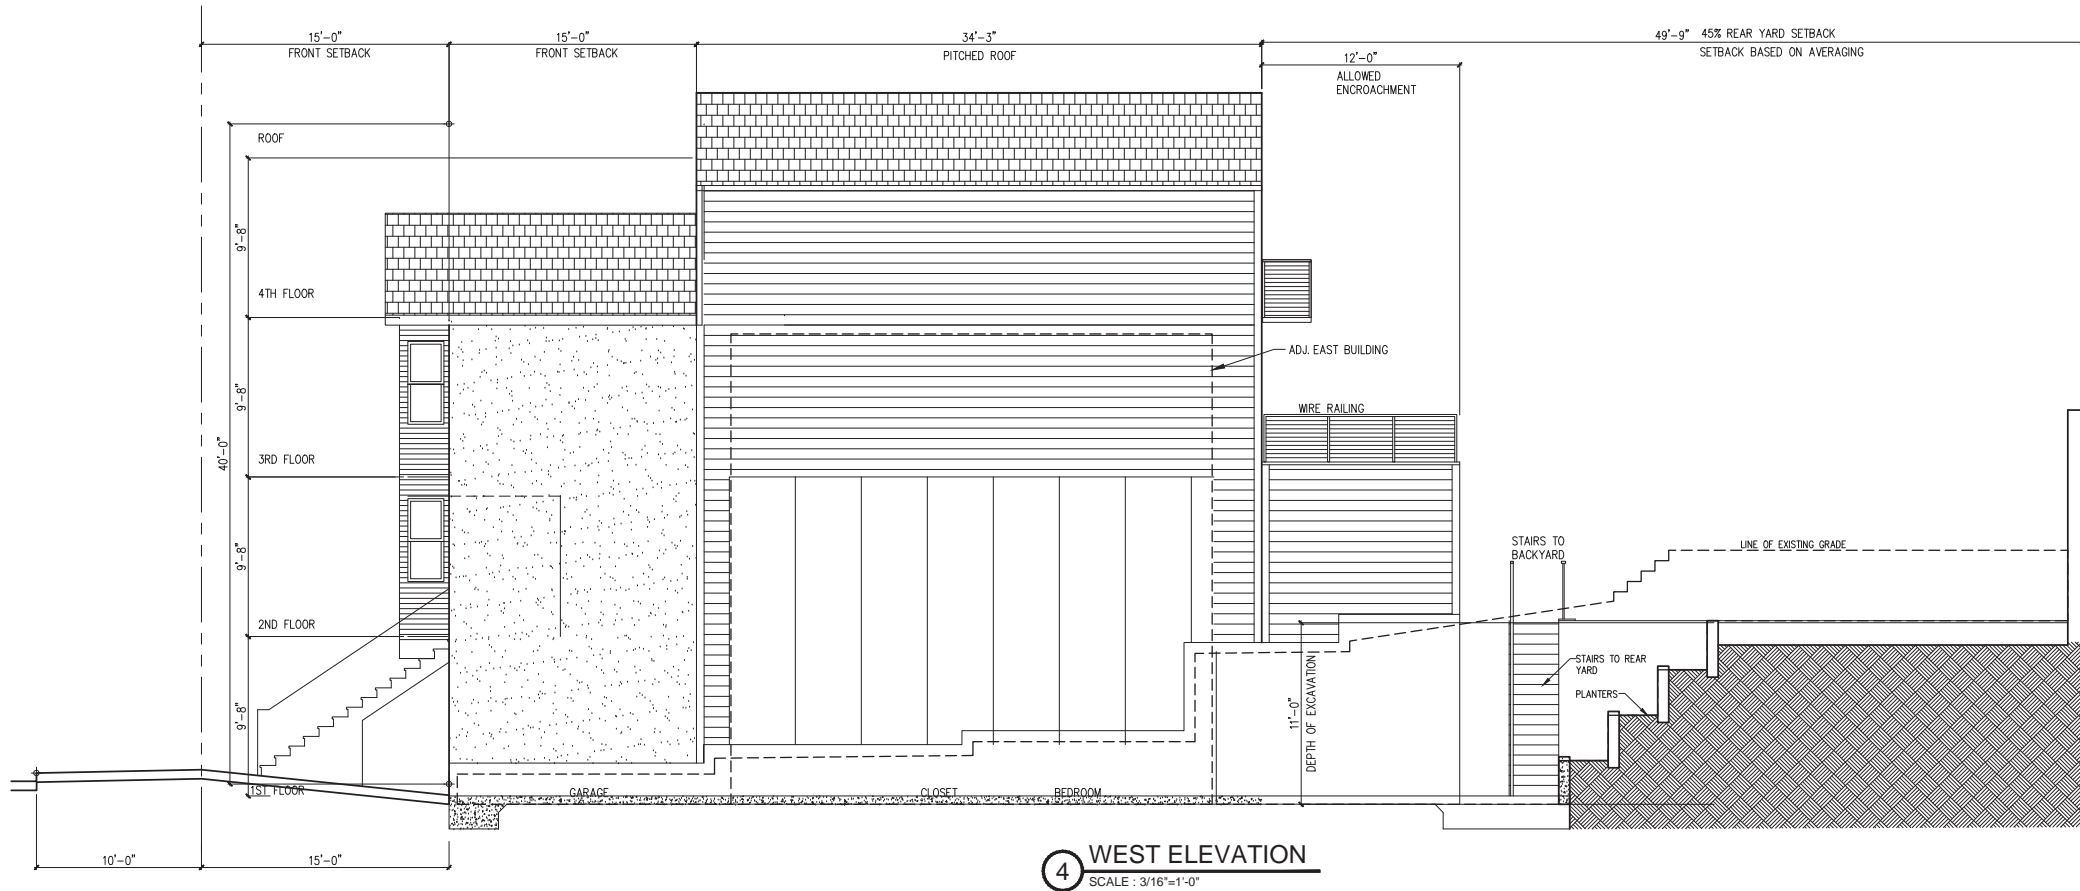 15'-0"
FRONT SETBACK
15'-0"
FRONT SETBACK
34'-3"
PITCHED ROOF
49'-9" 45% REAR YARD SETBACK
SETBACK BASED ON AVERAGING
12'-0"
ALLOWED
ENCROACHMENT
ROOF
9'-8"
4TH FLOOR
ADJ. EAST BUILDING
9'-8"
WIRE RAILING
40'-0"
3RD FLOOR
9'-8"
STAIRS TO
BACKYARD
LINE OF EXISTING GRADE
2ND FLOOR
STAIRS TO REAR
YARD
PLANTERS
9'-8"
11'-0"
DEPTH OF EXCAVATION
1ST FLOOR
GARAGE
CLOSET
BEDROOM
10'-0"
15'-0"
4
WEST ELEVATION
SCALE : 3/16"=1'-0"